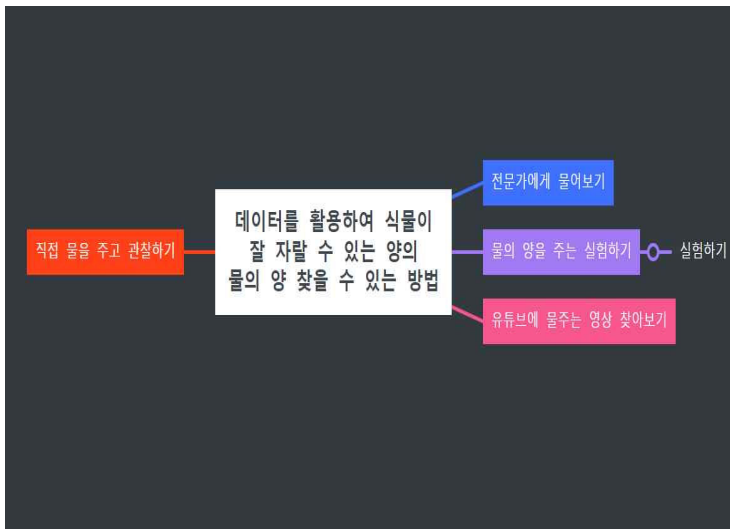 전문가에게 물어보기
데이터를 활용하여 식물이
잘 자랄 수 있는 양의
물의 양 찾을 수 있는 방법
직접 물을 주고 관찰하기
물의 양을 주는 실험하기
실험하기
유튜브에 물주는 영상 찾아보기